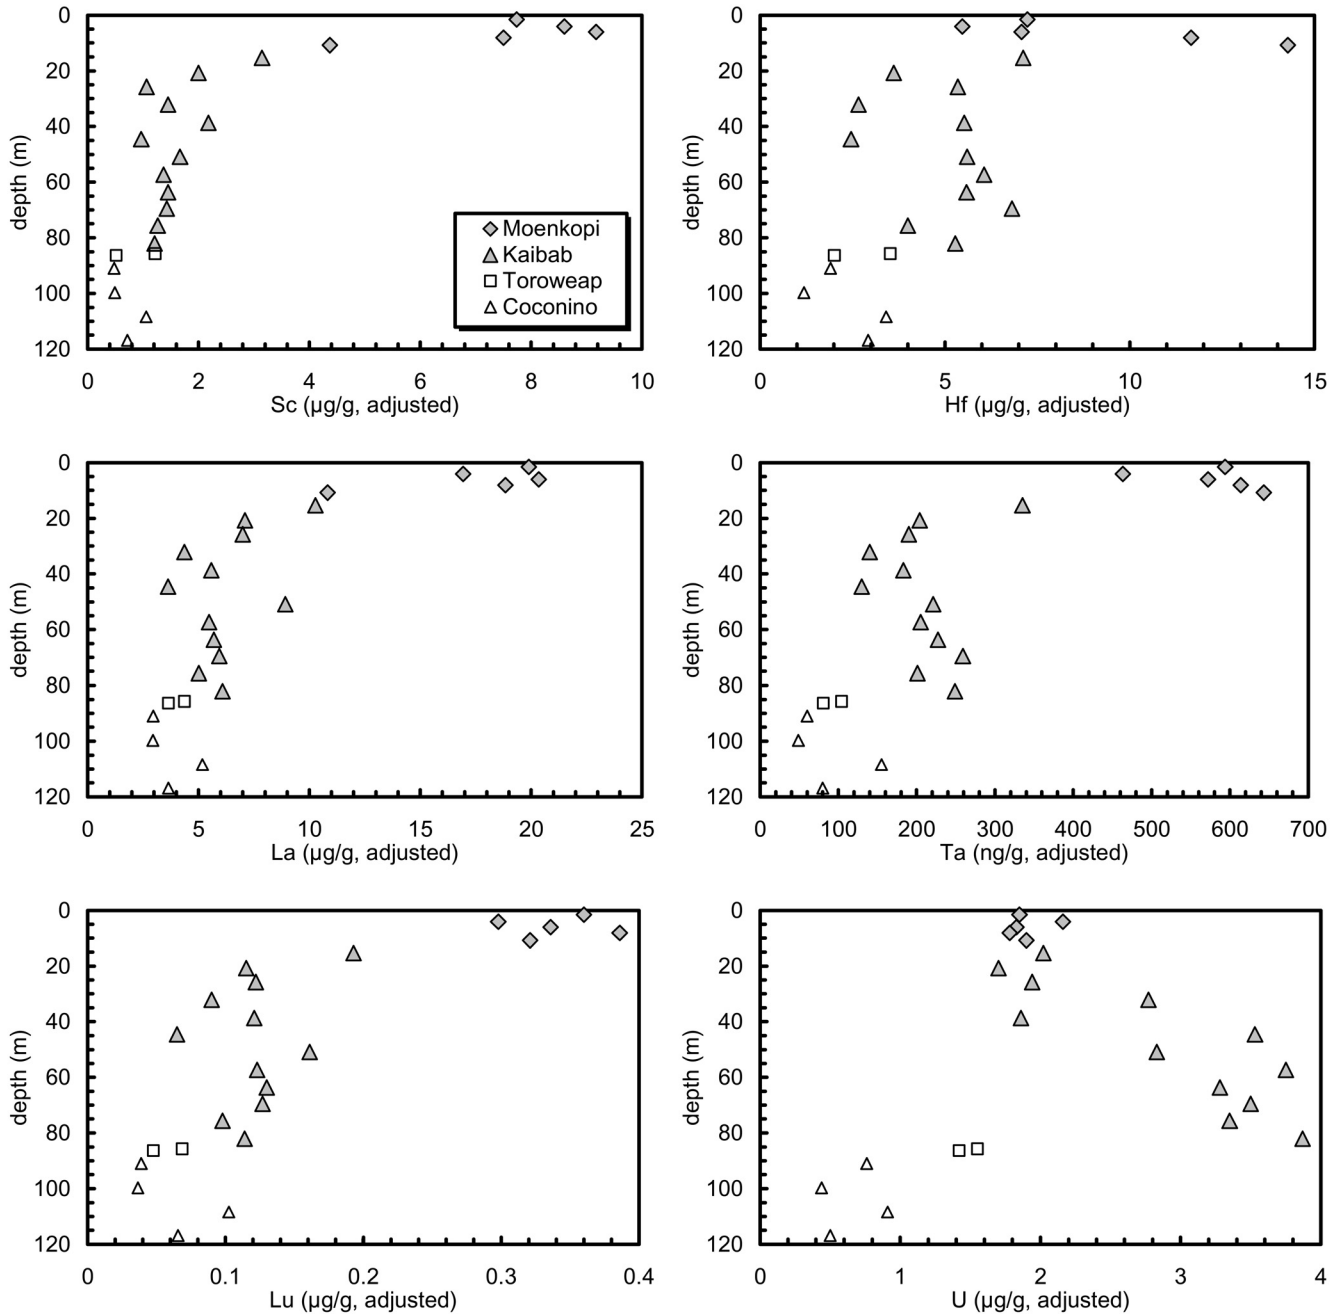 0
20
40
60
80
100
120
depth (m)
0 2 4 6 8 10
Sc (µg/g, adjusted)
Moenkopi
Kaibab
Toroweap
Coconino
0
20
40
60
80
100
120
depth (m)
0 5 10 15
Hf (µg/g, adjusted)
0
20
40
60
80
100
120
depth (m)
0 5 10 15 20 25
La (µg/g, adjusted)
0
20
40
60
80
100
120
depth (m)
0 100 200 300 400 500 600 700
Ta (ng/g, adjusted)
0
20
40
60
80
100
120
depth (m)
0 0.1 0.2 0.3 0.4
Lu (µg/g, adjusted)
0
20
40
60
80
100
120
depth (m)
0 1 2 3 4
U (µg/g, adjusted)